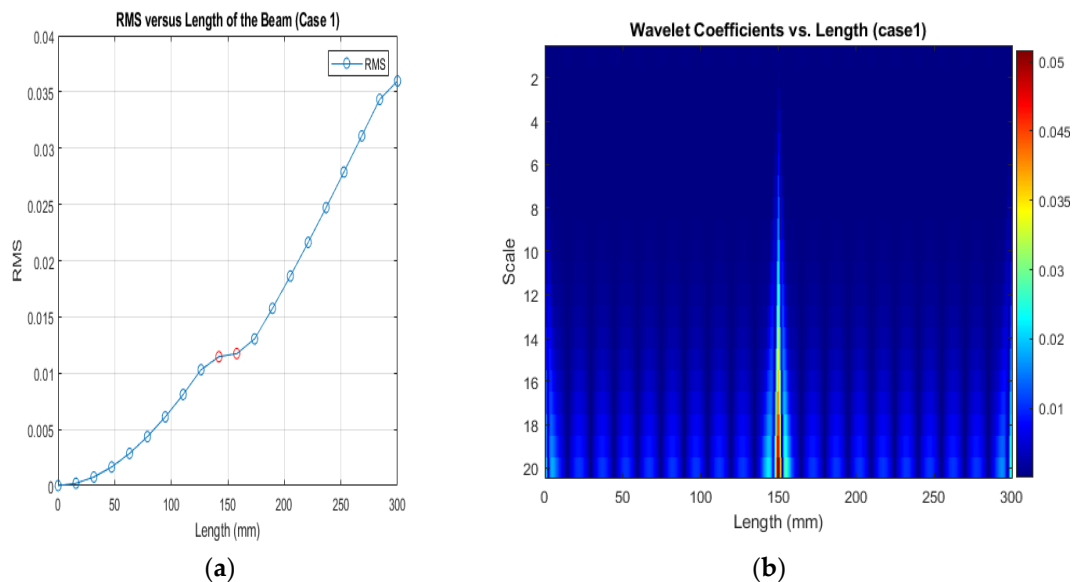 RMS versus Length of the Beam (Case 1)
0.04
0.035
0.03
0.025
0.02
0.015
0.01
0.005
0
RMS
RMS
0 50 100 150 200 250 300
Length (mm)
(a)
Wavelet Coefficients vs. Length (case1)
2
4
6
8
10
12
14
16
18
20
Scale
0 50 100 150 200 250 300
Length (mm)
0.05
0.045
0.03
0.03
0.02
0.01
(b)